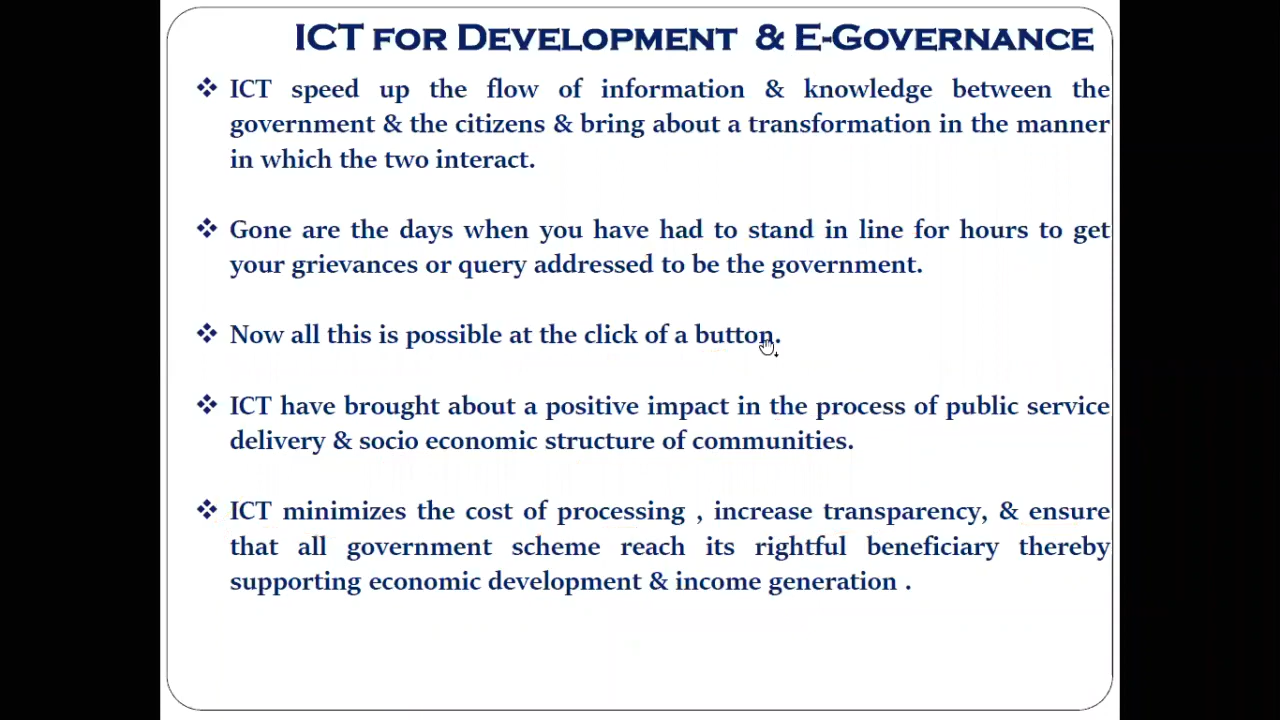 ICT FOR DEVELOPMENT & E-GOVERNANCE
❖ ICT speed up the flow of information & knowledge between the
government & the citizens & bring about a transformation in the manner
in which the two interact.
❖ Gone are the days when you have had to stand in line for hours to get
your grievances or query addressed to be the government.
❖ Now all this is possible at the click of a button.
❖ ICT have brought about a positive impact in the process of public service
delivery & socio economic structure of communities.
❖ ICT minimizes the cost of processing , increase transparency, & ensure
that all government scheme reach its rightful beneficiary thereby
supporting economic development & income generation .